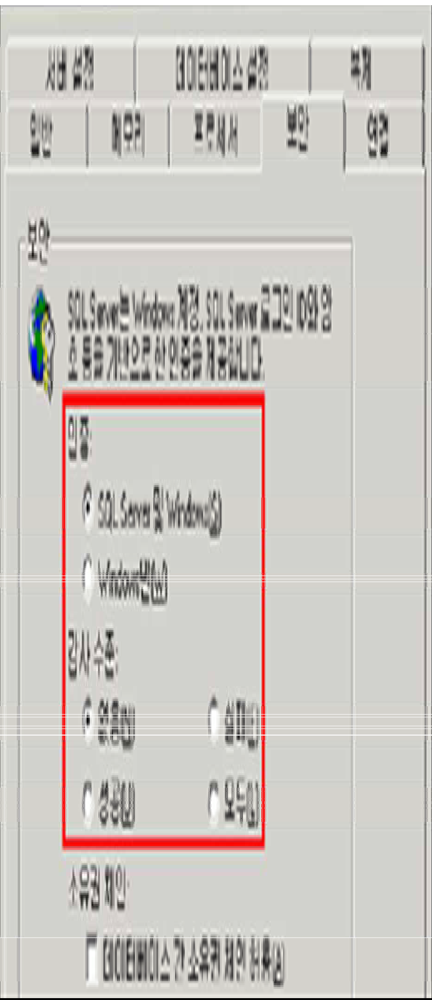 서버 설정 데이터베이스 설정 복제
일반 메모리 프로세서 보안 연결
보안
SQL Server는 Windows 계정, SQL Server 로그인 ID와 암
호 등을 기반으로 한 인증을 제공합니다.
인증:
SQL Server 및 Windows(S)
Windows만(W)
감사 수준:
없음(N) 실패(F)
성공(U) 모두(L)
소유권 체인:
데이터베이스 간 소유권 체인 허용(A)